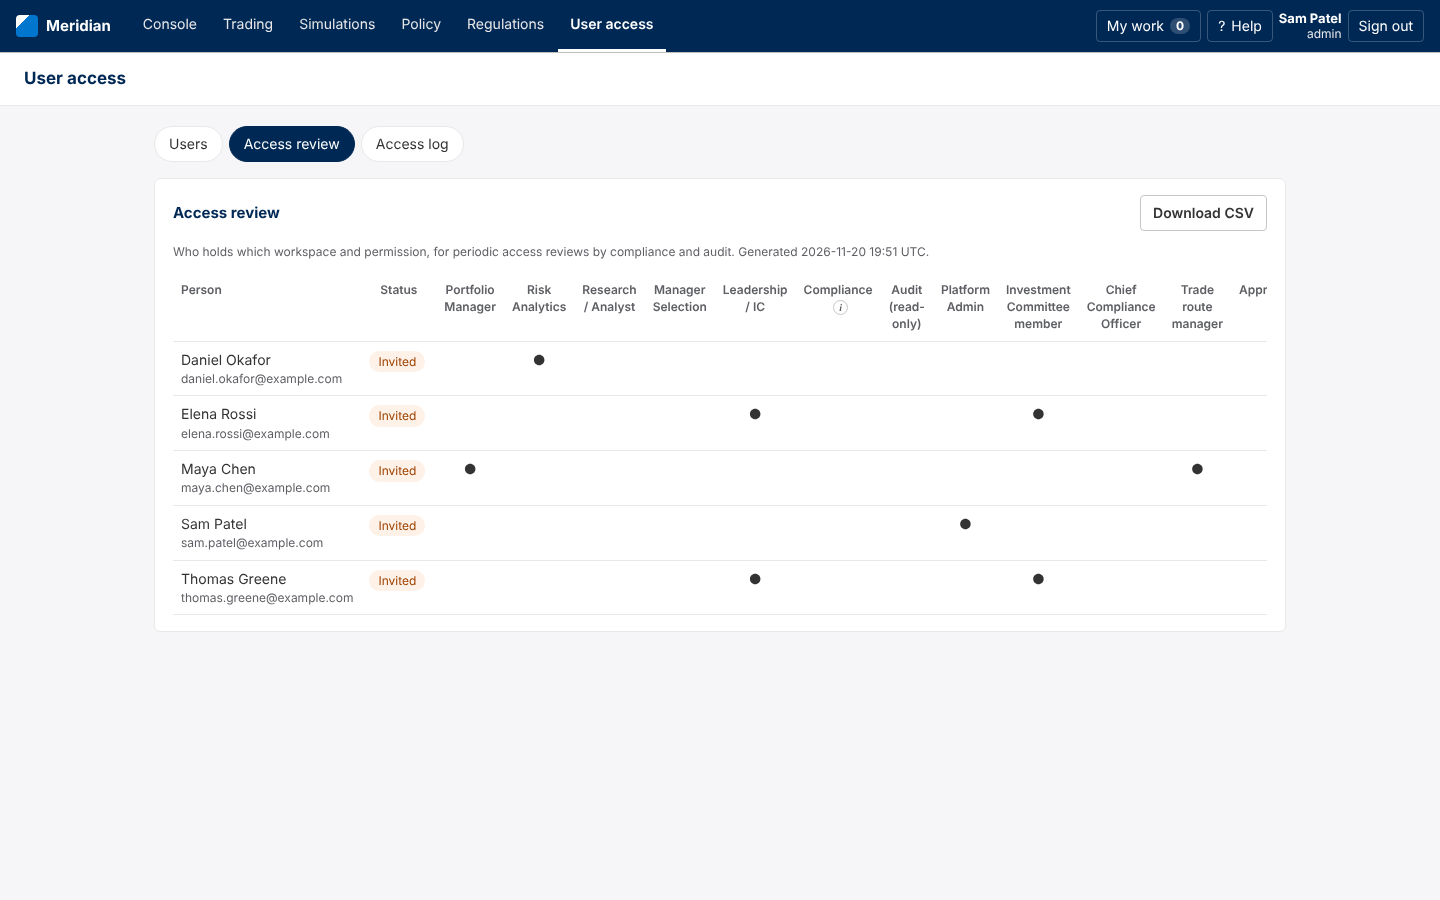 Meridian
Console
Trading
Simulations
Policy
Regulations
User access
My work 0
? Help
Sam Patel
admin
Sign out
User access
Users
Access review
Access log
Access review
Download CSV
Who holds which workspace and permission, for periodic access reviews by compliance and audit. Generated 2026-11-20 19:51 UTC.
Person
Status
Portfolio
Manager
Risk
Analytics
Research
/ Analyst
Manager
Selection
Leadership
/ IC
Compliance
i
Audit
(read-
only)
Platform
Admin
Investment
Committee
member
Chief
Compliance
Officer
Trade
route
manager
Appr
Daniel Okafor
daniel.okafor@example.com
Invited
Elena Rossi
elena.rossi@example.com
Invited
Maya Chen
maya.chen@example.com
Invited
Sam Patel
sam.patel@example.com
Invited
Thomas Greene
thomas.greene@example.com
Invited